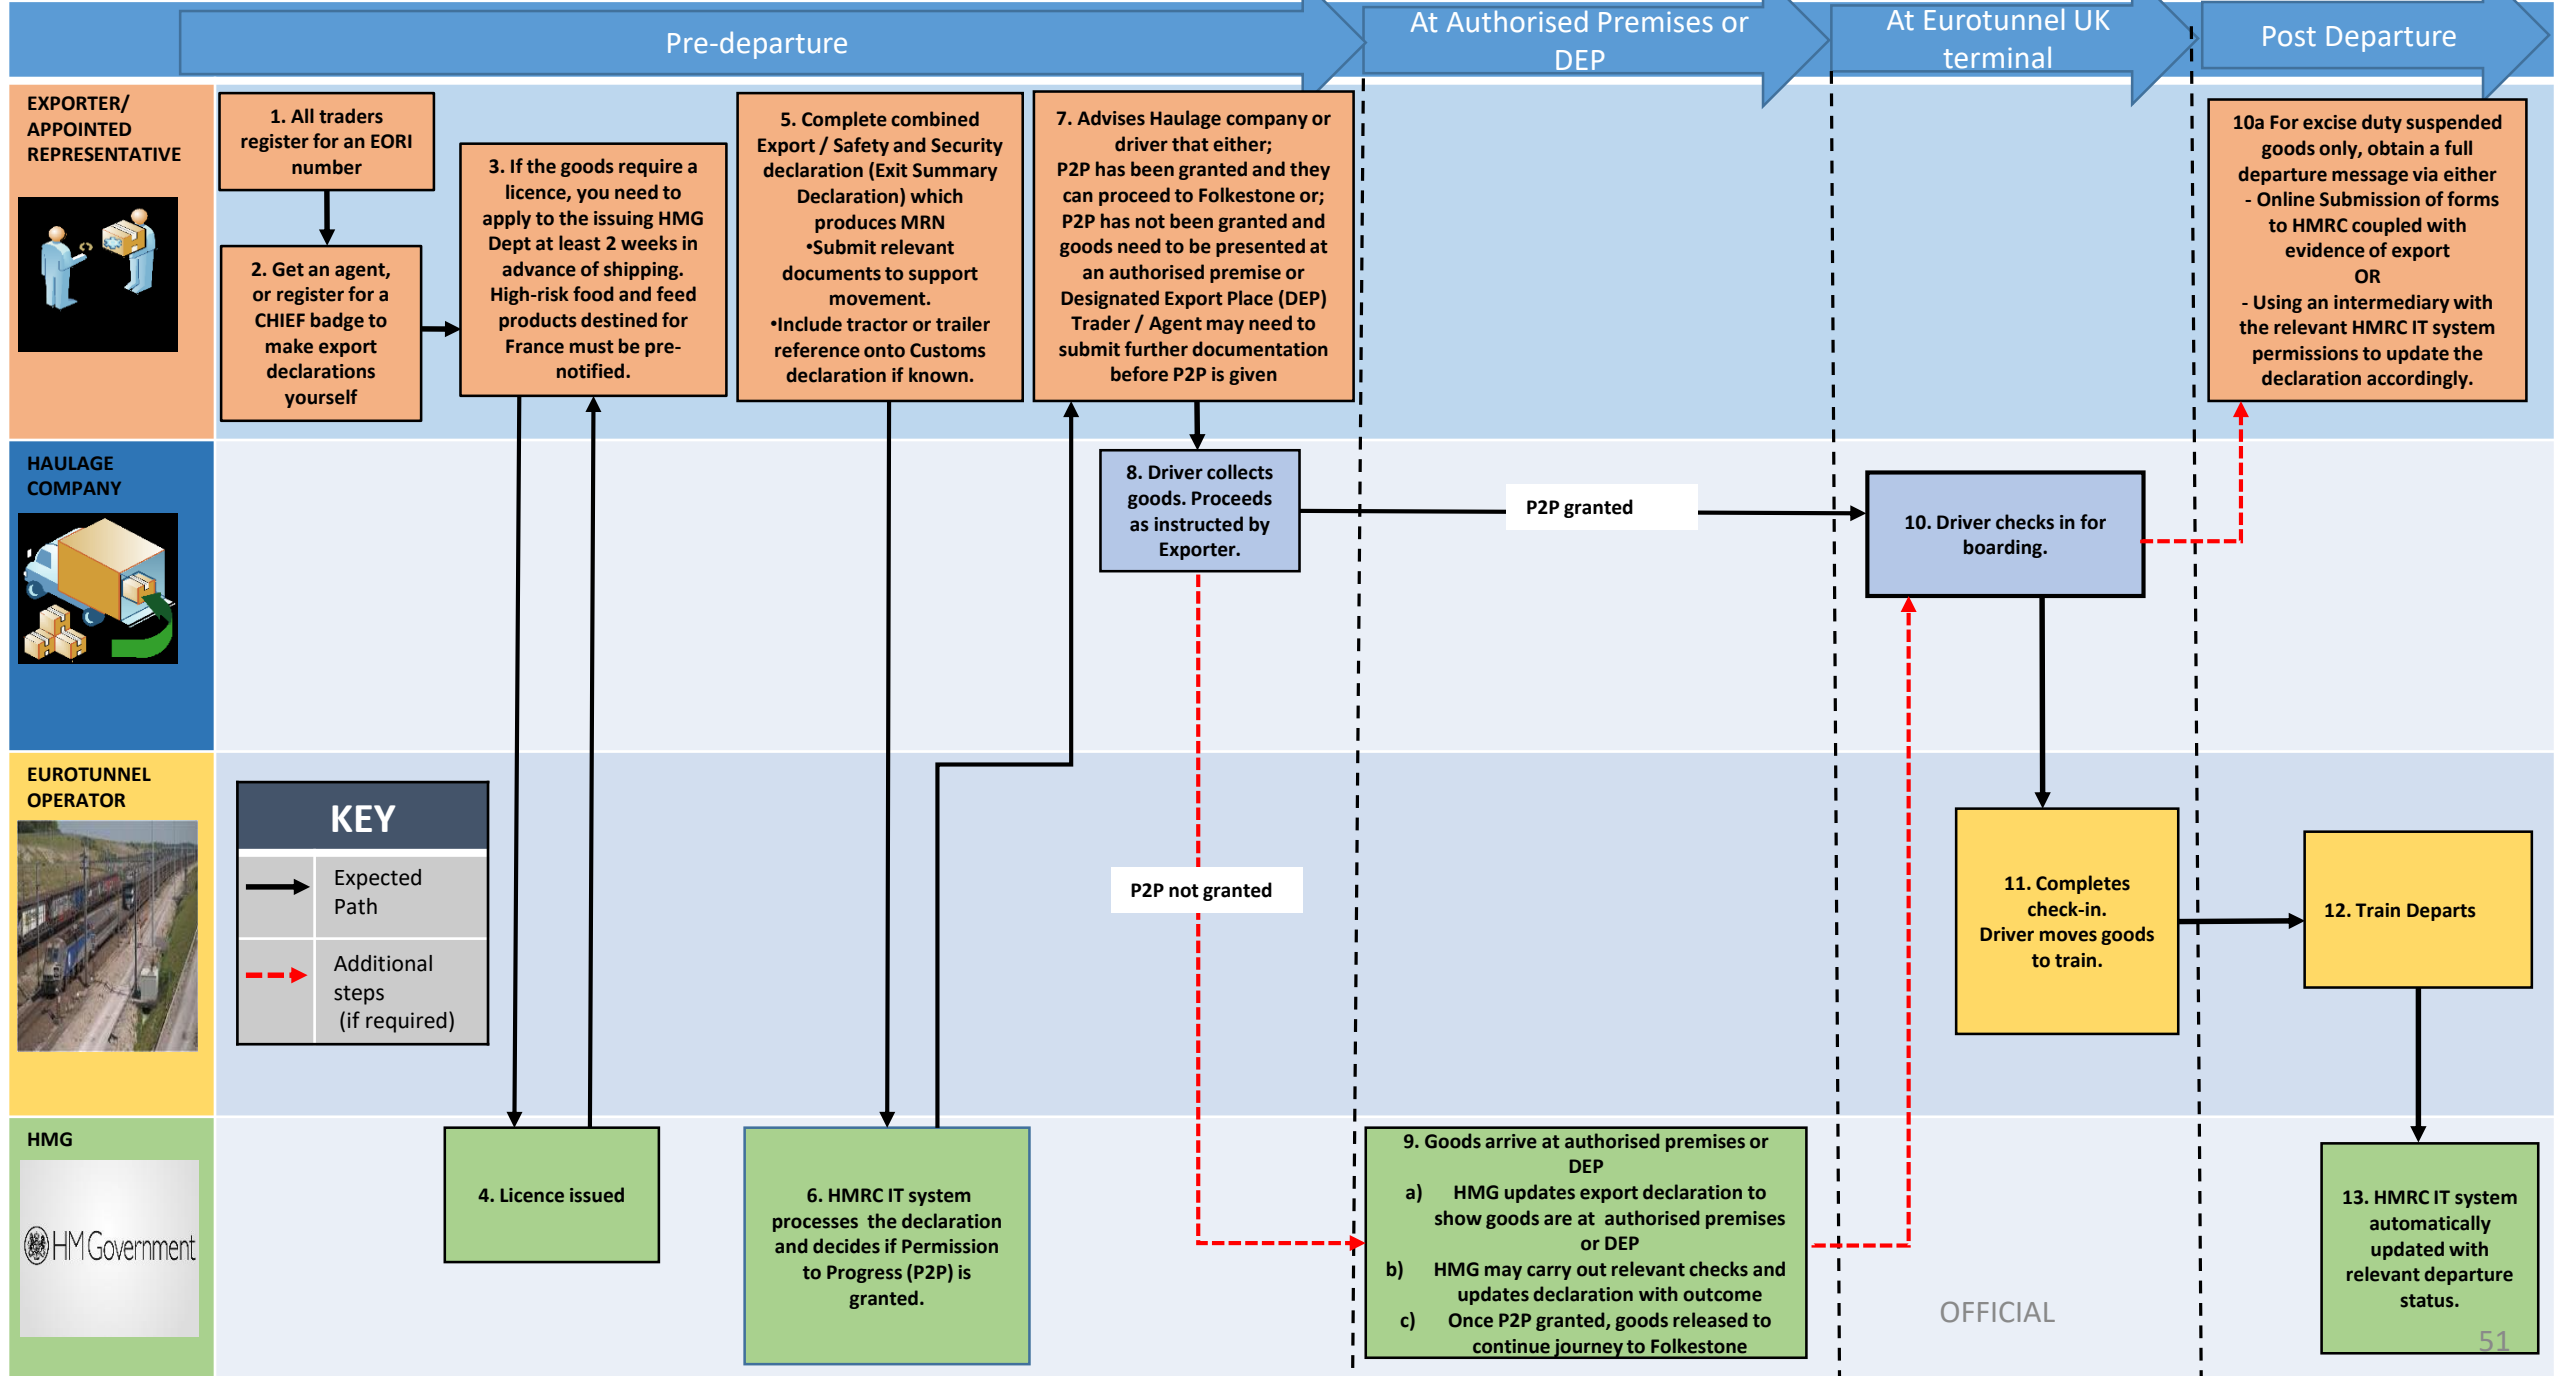 Pre-departure
At Authorised Premises or
DEP
At Eurotunnel UK
terminal
Post Departure
EXPORTER/
APPOINTED
REPRESENTATIVE
1. All traders
register for an EORI
number
2. Get an agent,
or register for a
CHIEF badge to
make export
declarations
yourself
3. If the goods require a
licence, you need to
apply to the issuing HMG
Dept at least 2 weeks in
advance of shipping.
High-risk food and feed
products destined for
France must be pre-
notified.
5. Complete combined
Export / Safety and Security
declaration (Exit Summary
Declaration) which
produces MRN
•Submit relevant
documents to support
movement.
•Include tractor or trailer
reference onto Customs
declaration if known.
7. Advises Haulage company or
driver that either;
P2P has been granted and they
can proceed to Folkestone or;
P2P has not been granted and
goods need to be presented at
an authorised premise or
Designated Export Place (DEP)
Trader / Agent may need to
submit further documentation
before P2P is given
10a For excise duty suspended
goods only, obtain a full
departure message via either
- Online Submission of forms
to HMRC coupled with
evidence of export
OR
- Using an intermediary with
the relevant HMRC IT system
permissions to update the
declaration accordingly.
HAULAGE
COMPANY
8. Driver collects
goods. Proceeds
as instructed by
Exporter.
P2P granted
10. Driver checks in for
boarding.
EUROTUNNEL
OPERATOR
KEY
Expected
Path
Additional
steps
(if required)
P2P not granted
11. Completes
check-in.
Driver moves goods
to train.
12. Train Departs
HMG
HM Government
4. Licence issued
6. HMRC IT system
processes the declaration
and decides if Permission
to Progress (P2P) is
granted.
9. Goods arrive at authorised premises or
DEP
a) HMG updates export declaration to
show goods are at authorised premises
or DEP
b) HMG may carry out relevant checks and
updates declaration with outcome
c) Once P2P granted, goods released to
continue journey to Folkestone
13. HMRC IT system
automatically
updated with
relevant departure
status.
OFFICIAL
51